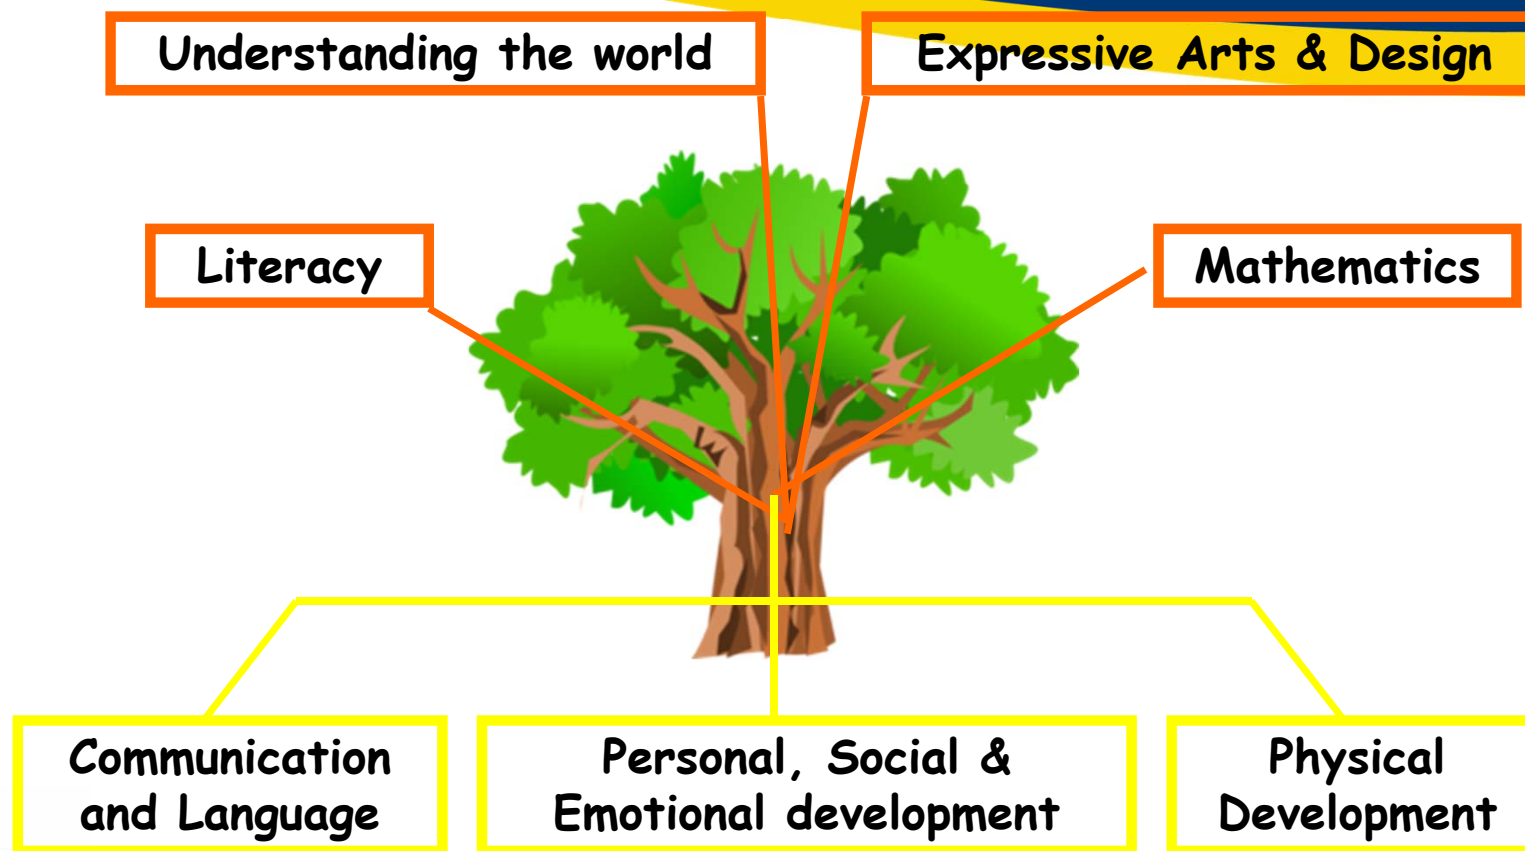 Understanding the world
Expressive Arts & Design
Literacy
Mathematics
Communication
and Language
Personal, Social &
Emotional development
Physical
Development